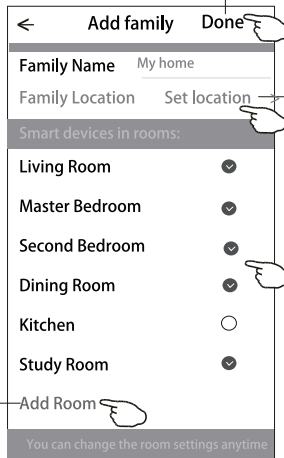 Add family Done
Family Name My home
Family Location Set location
Smart devices in rooms:
Living Room
Master Bedroom
Second Bedroom
Dining Room
Kitchen
Study Room
Add Room
You can change the room settings anytime